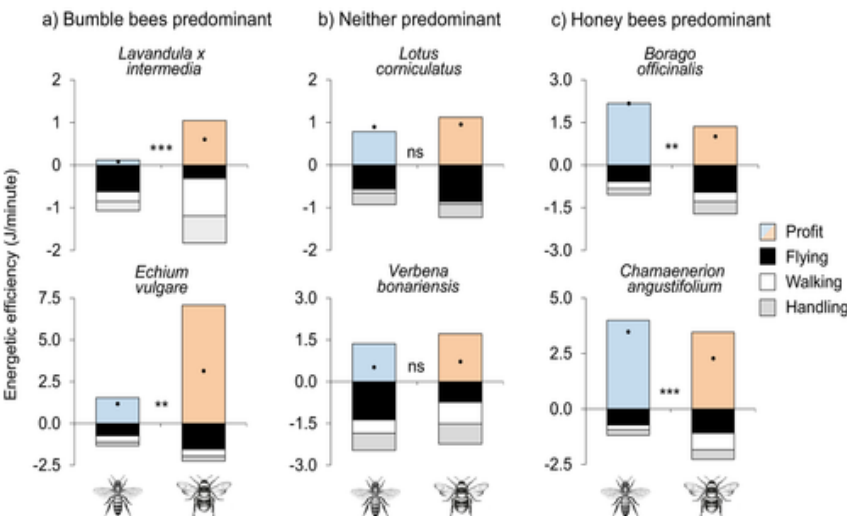 a) Bumble bees predominant
b) Neither predominant
c) Honey bees predominant
Lavandula x
intermedia
Lotus
corniculatus
Borago
officinalis
2
1
0
-1
-2
***
2
1
0
-1
-2
ns
3.0
1.5
0.0
-1.5
-3.0
**
Energetic efficiency (J/minute)
Profit
Flying
Walking
Handling
Echium
vulgare
Verbena
bonariensis
Chamaenerion
angustifolium
7.5
5.0
2.5
0.0
-2.5
**
3.0
1.5
0.0
-1.5
-3.0
ns
5.0
2.5
0.0
-2.5
***